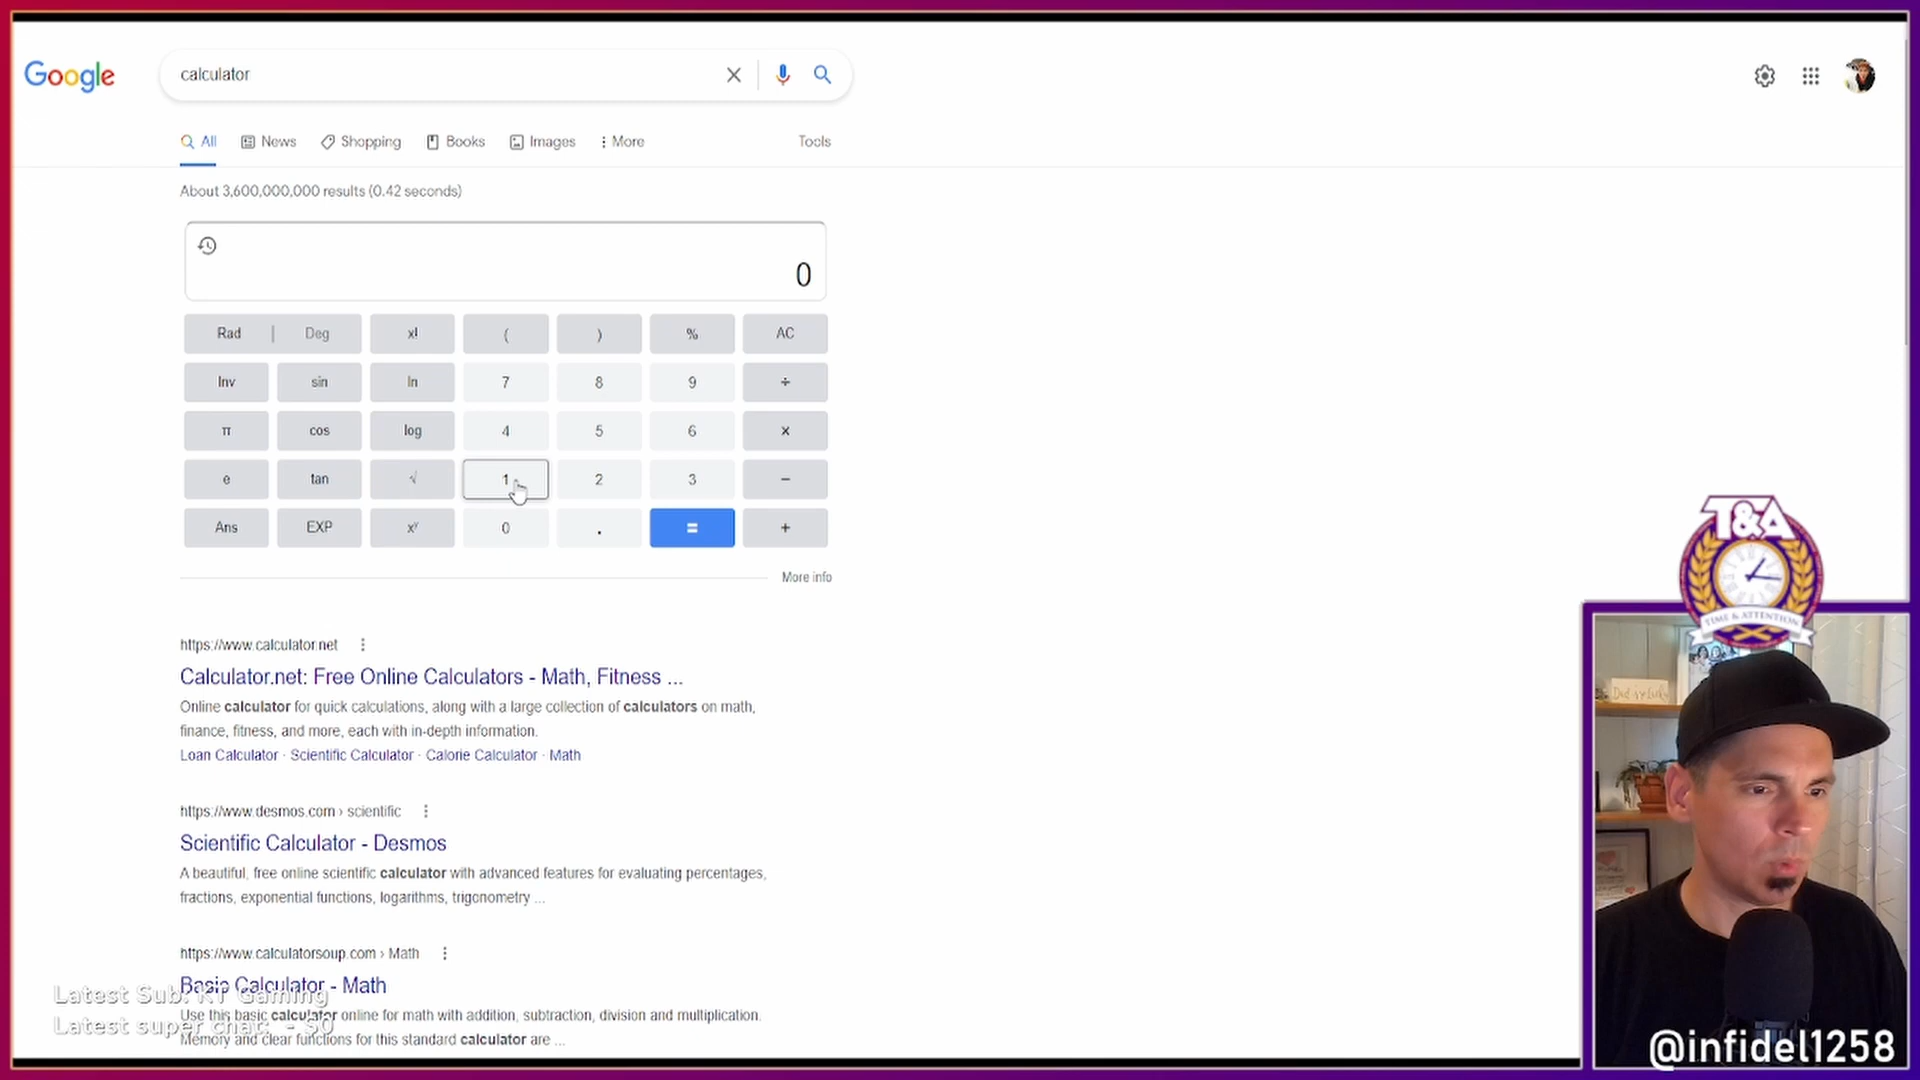 Google
calculator
All
News
Shopping
Books
Images
More
Tools
About 3,600,000,000 results (0.42 seconds)
0
Rad | Deg
x!
(
)
%
AC
Inv
sin
ln
7
8
9
÷
π
cos
log
4
5
6
×
e
tan
√
1
2
3
−
Ans
EXP
xʸ
0
.
=
+
More info
https://www.calculator.net
Calculator.net: Free Online Calculators - Math, Fitness ...
Online calculator for quick calculations, along with a large collection of calculators on math,
finance, fitness, and more, each with in-depth information.
Loan Calculator · Scientific Calculator · Calorie Calculator · Math
https://www.desmos.com › scientific
Scientific Calculator - Desmos
A beautiful, free online scientific calculator with advanced features for evaluating percentages,
fractions, exponential functions, logarithms, trigonometry ...
https://www.calculatorsoup.com › Math
Basic Calculator - Math
Latest Sub: KT Gaming
Use this basic calculator online for math with addition, subtraction, division and multiplication.
Latest super chat: - $0
Memory and clear functions for this standard calculator are ...
T&A
TIME & ATTENTION
@infidel1258